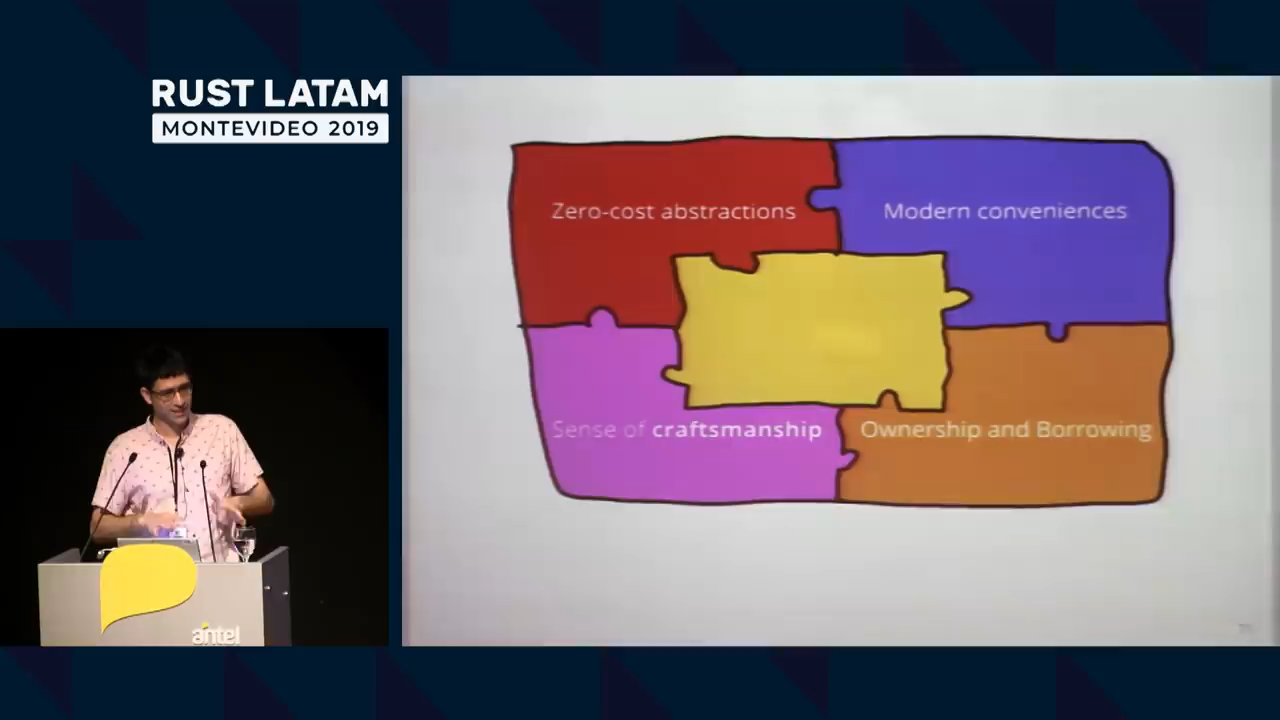 RUST LATAM
MONTEVIDEO 2019
Zero-cost abstractions
Modern conveniences
Sense of craftsmanship
Ownership and Borrowing
antel